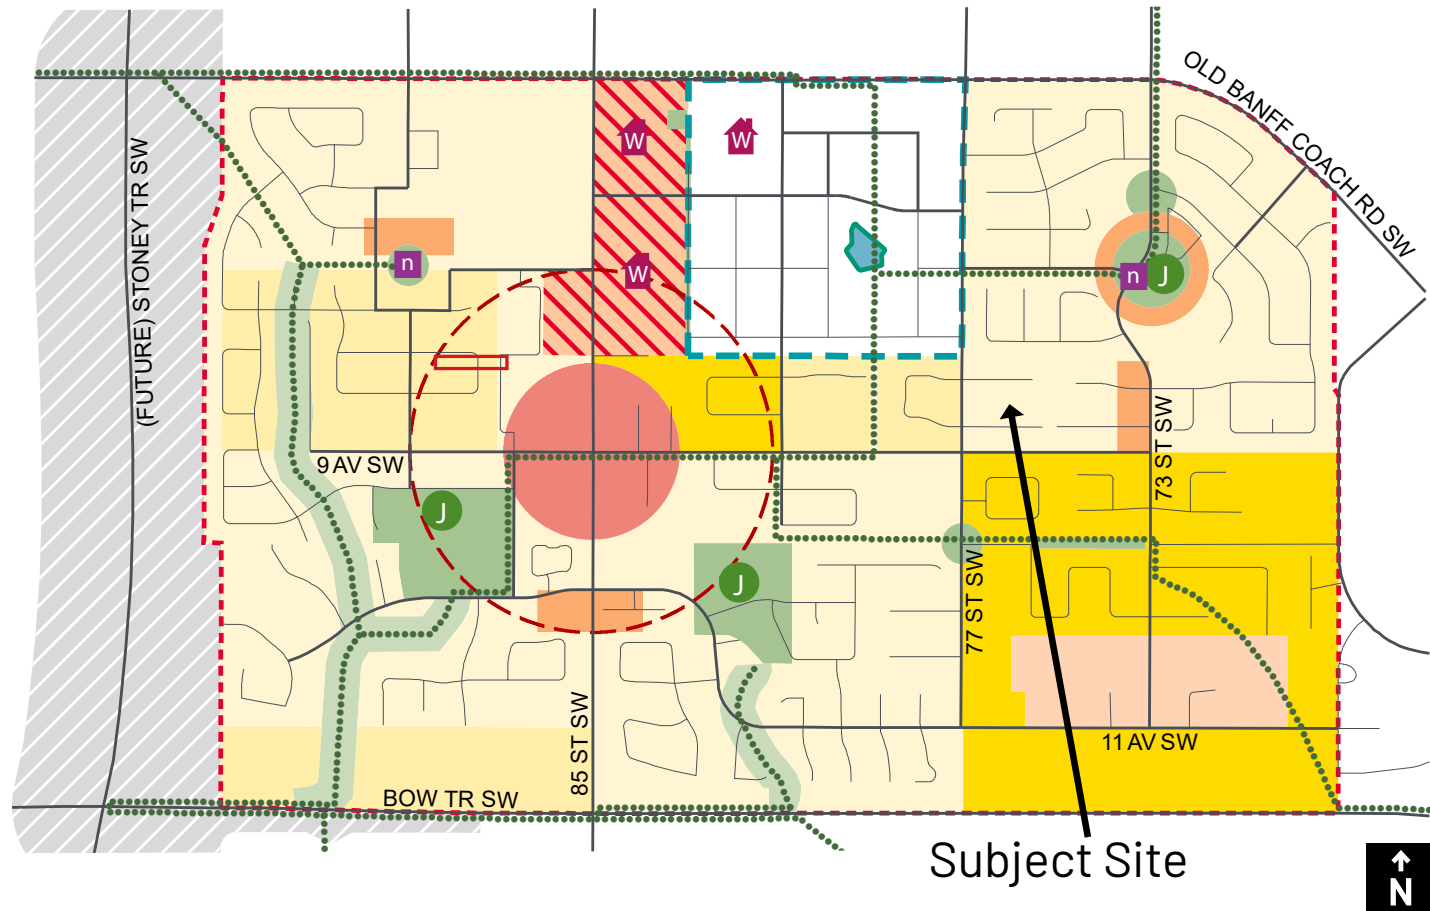 OLD BANFF COACH RD SW
(FUTURE) STONEY TR SW
W
W
W
n
n
J
9 AV SW
73 ST SW
J
J
77 ST SW
85 ST SW
11 AV SW
BOW TR SW
Subject Site
N